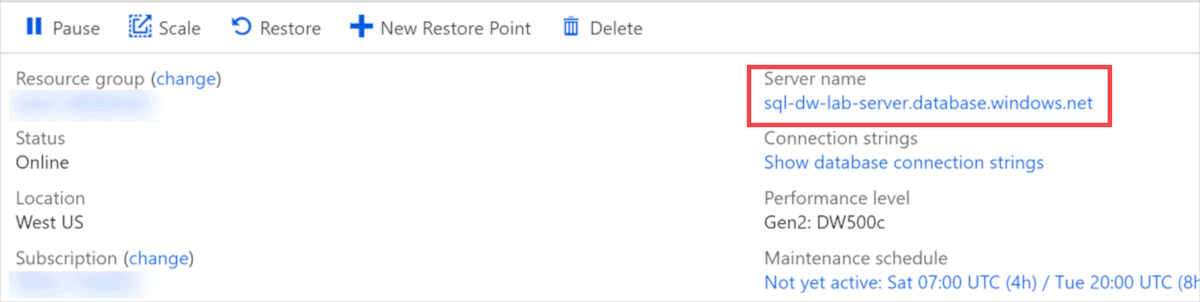 Pause Scale Restore New Restore Point Delete
Resource group (change)
Status
Online
Location
West US
Subscription (change)
Server name
sql-dw-lab-server.database.windows.net
Connection strings
Show database connection strings
Performance level
Gen2: DW500c
Maintenance schedule
Not yet active: Sat 07:00 UTC (4h) / Tue 20:00 UTC (8h